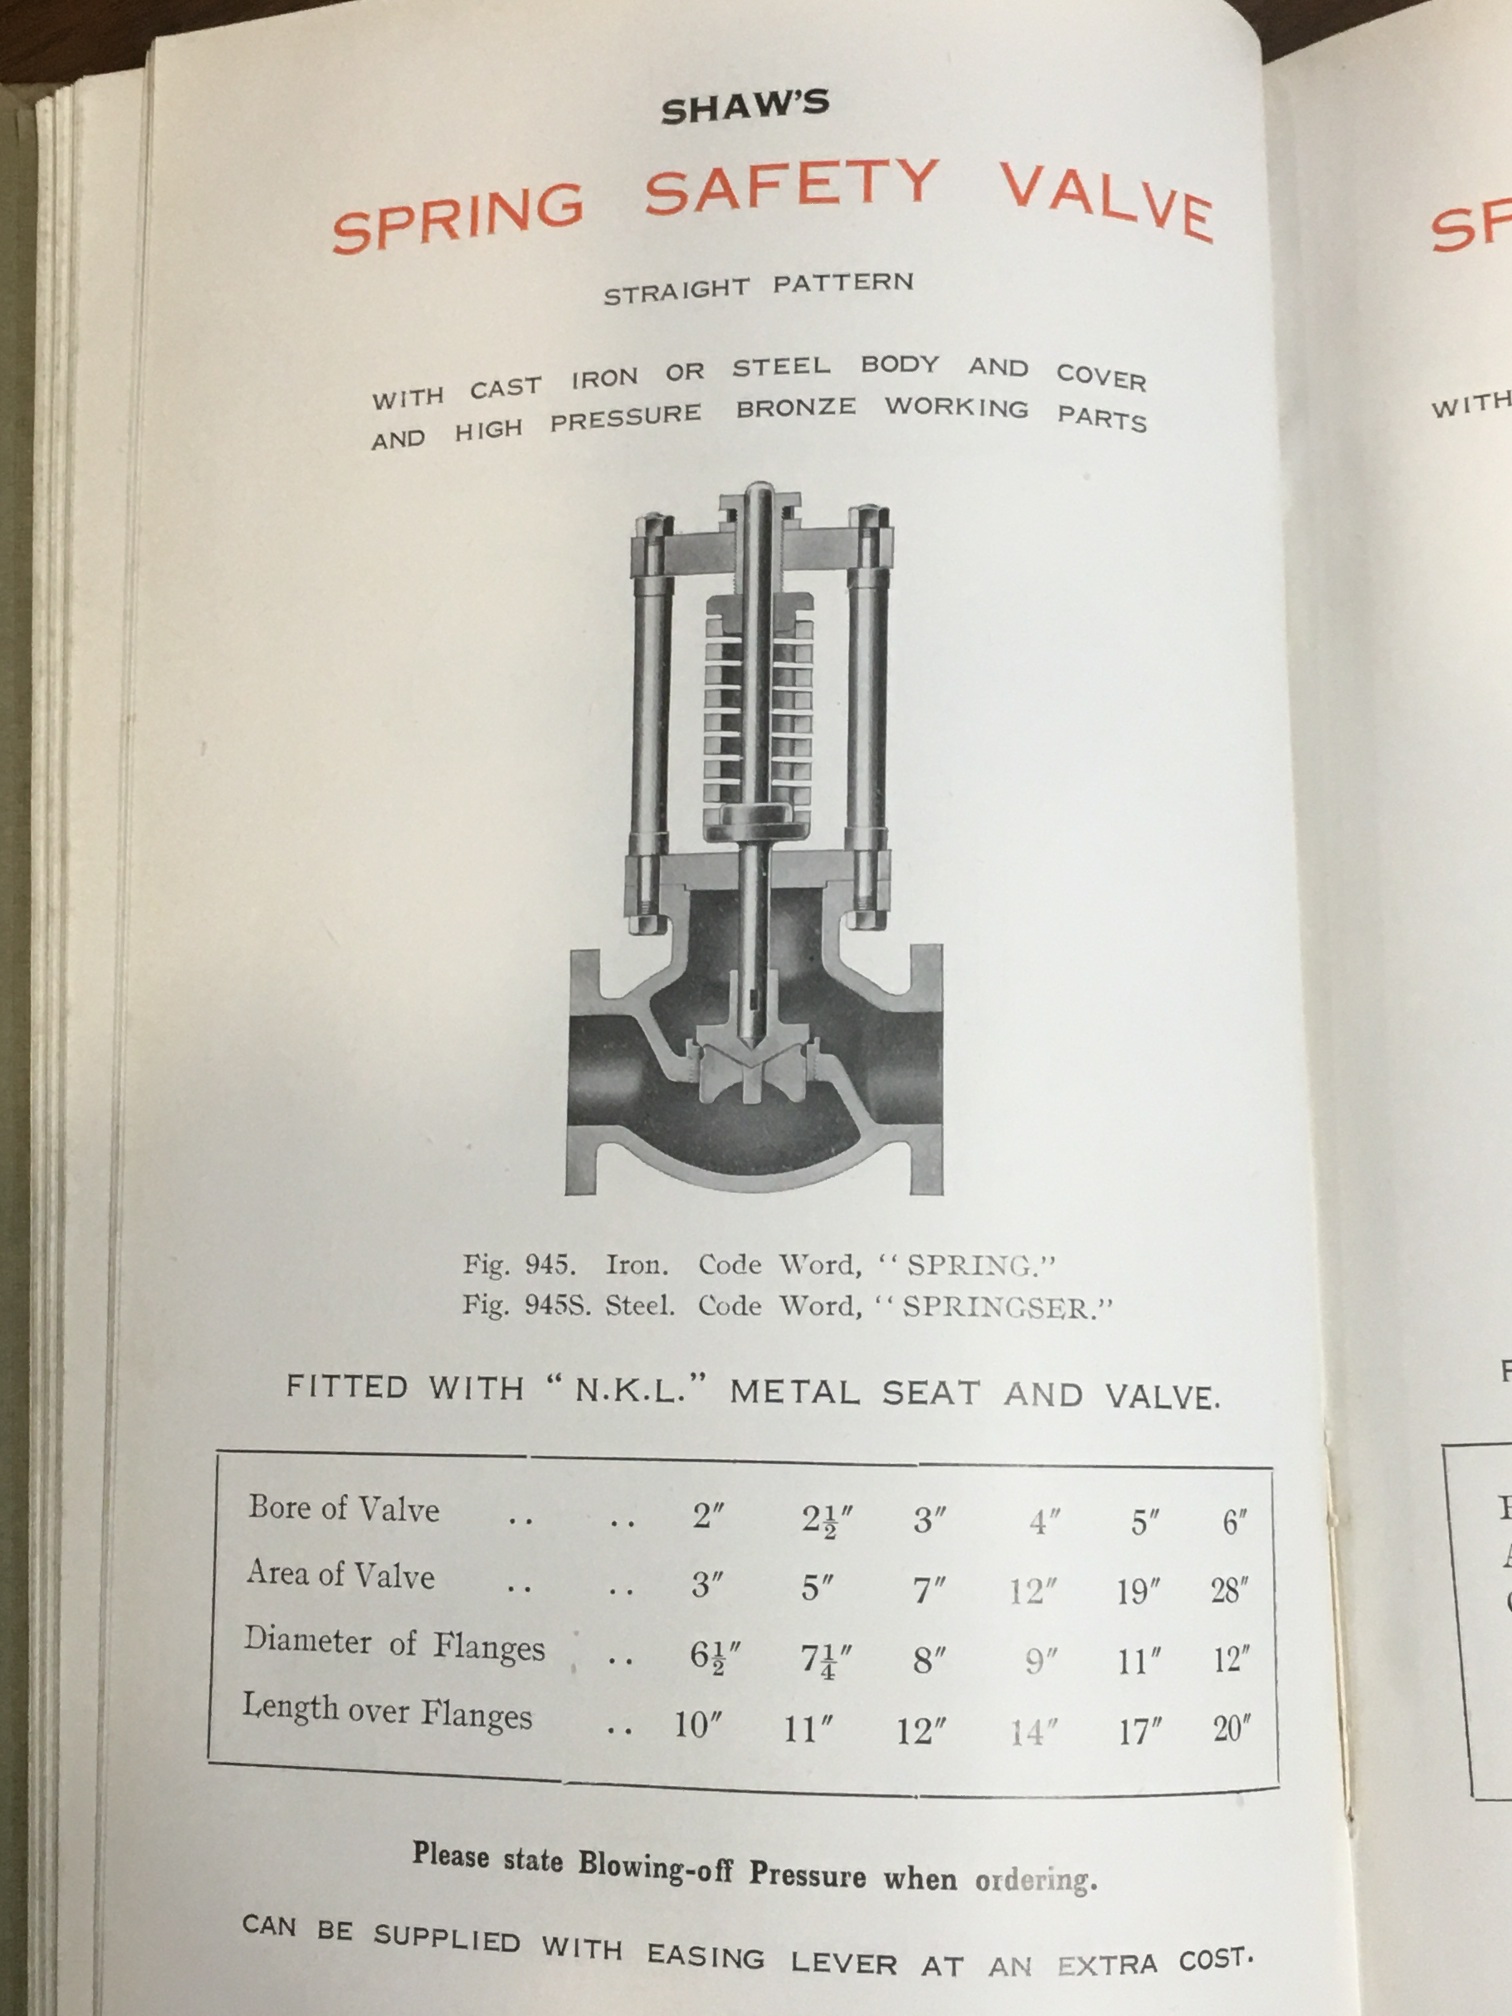 SHAW'S
SPRING SAFETY VALVE
STRAIGHT PATTERN
WITH CAST IRON OR STEEL BODY AND COVER
AND HIGH PRESSURE BRONZE WORKING PARTS
Fig. 945. Iron. Code Word, “SPRING.”
Fig. 945S. Steel. Code Word, “SPRINGSER.”
FITTED WITH “N.K.L.” METAL SEAT AND VALVE.
Bore of Valve .. .. 2″ 2½″ 3″ 4″ 5″ 6″
Area of Valve .. .. 3″ 5″ 7″ 12″ 19″ 28″
Diameter of Flanges .. 6½″ 7¼″ 8″ 9″ 11″ 12″
Length over Flanges .. 10″ 11″ 12″ 14″ 17″ 20″
Please state Blowing-off Pressure when ordering.
CAN BE SUPPLIED WITH EASING LEVER AT AN EXTRA COST.
WITH